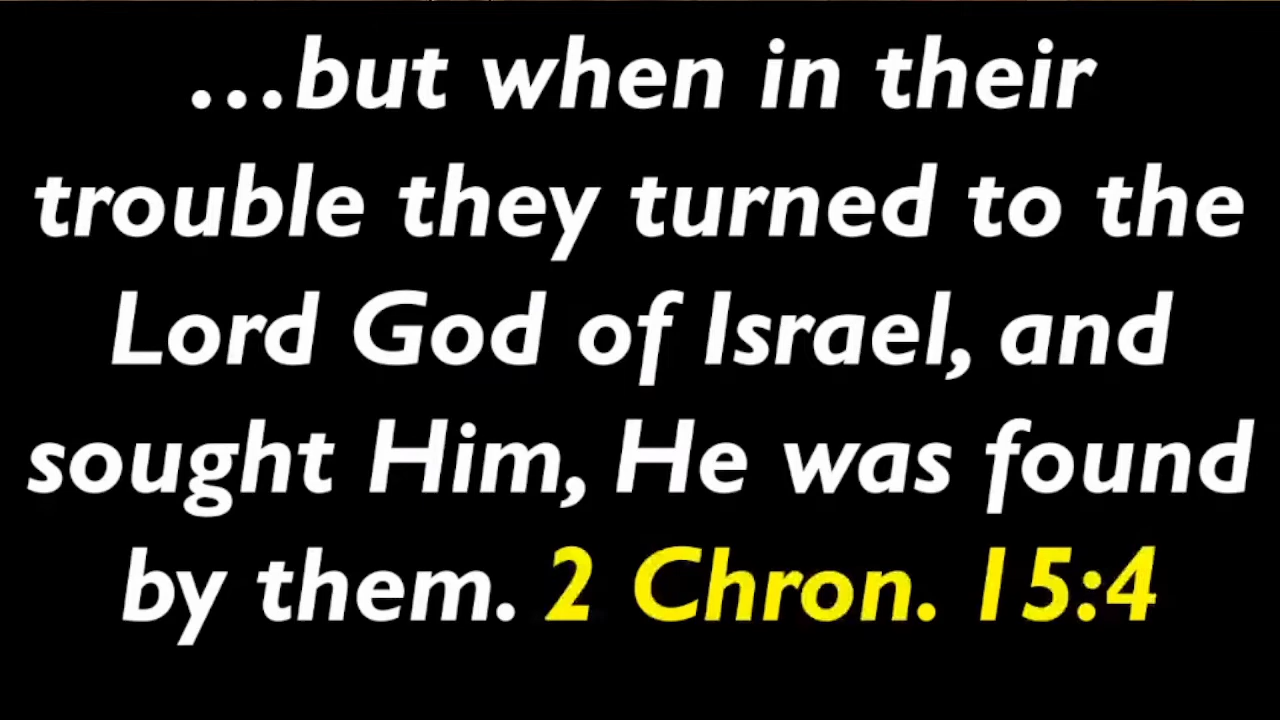 …but when in their
trouble they turned to the
Lord God of Israel, and
sought Him, He was found
by them. 2 Chron. 15:4